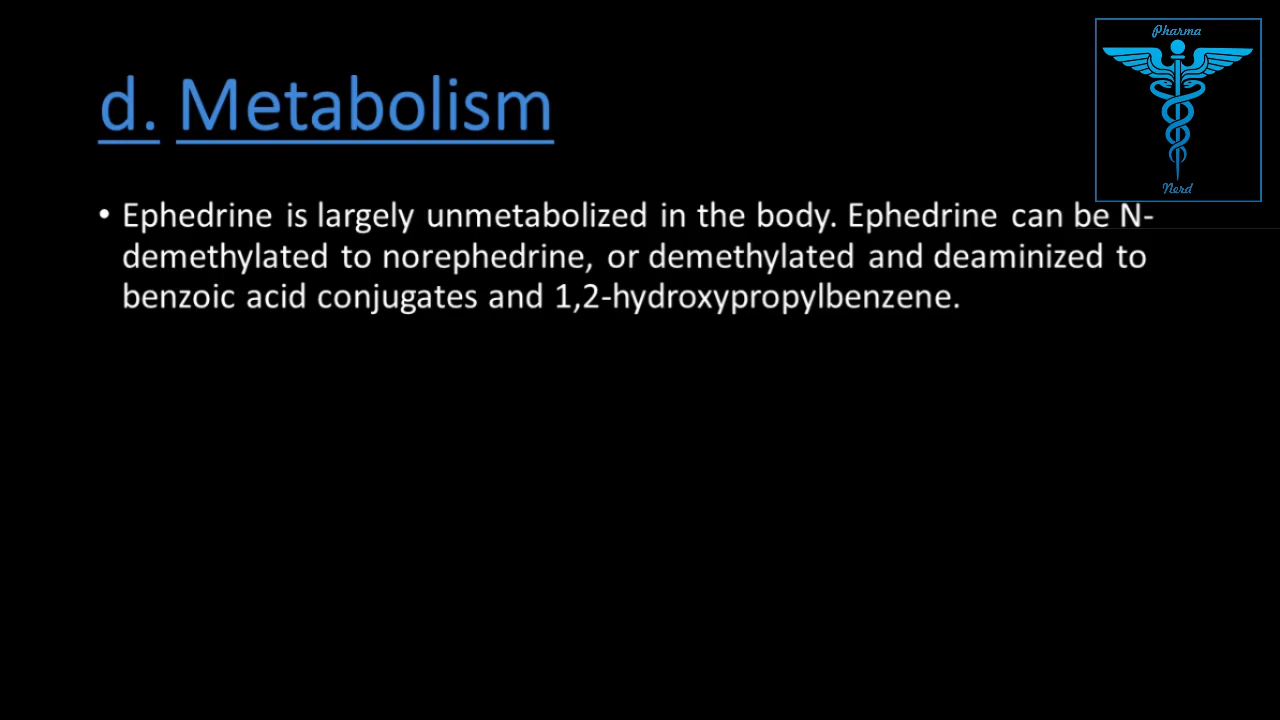 Pharma
d. Metabolism
Nerd
• Ephedrine is largely unmetabolized in the body. Ephedrine can be N-
demethylated to norephedrine, or demethylated and deaminized to
benzoic acid conjugates and 1,2-hydroxypropylbenzene.